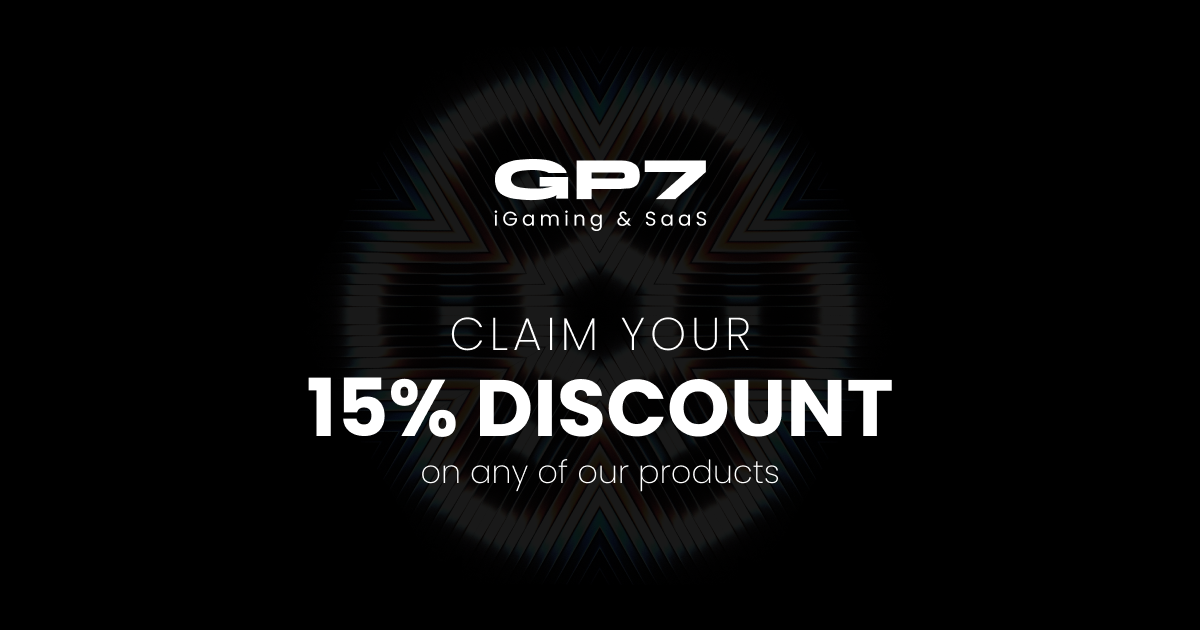 GP7
iGaming & SaaS
CLAIM YOUR
15% DISCOUNT
on any of our products